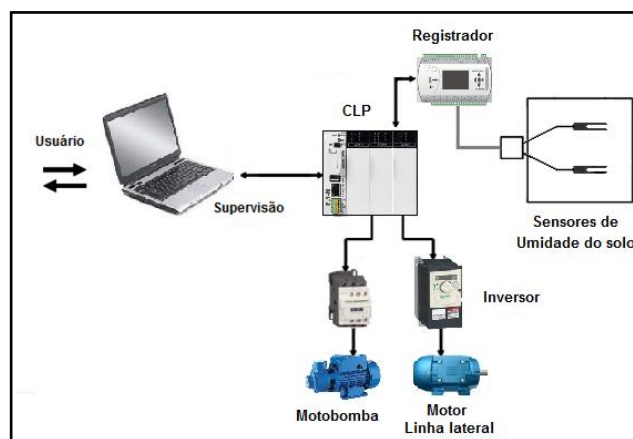 Registrador
CLP
Usuário
Supervisão
Sensores de
Umidade do solo
Inversor
Motobomba
Motor
Linha lateral